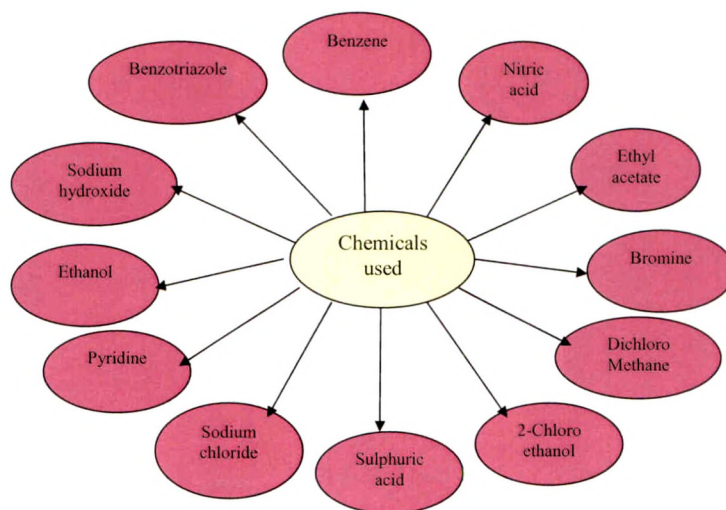 Benzene
Benzotriazole
Nitric
acid
Sodium
hydroxide
Ethyl
acetate
Chemicals
used
Ethanol
Bromine
Pyridine
Dichloro
Methane
Sodium
chloride
Sulphuric
acid
2-Chloro
ethanol